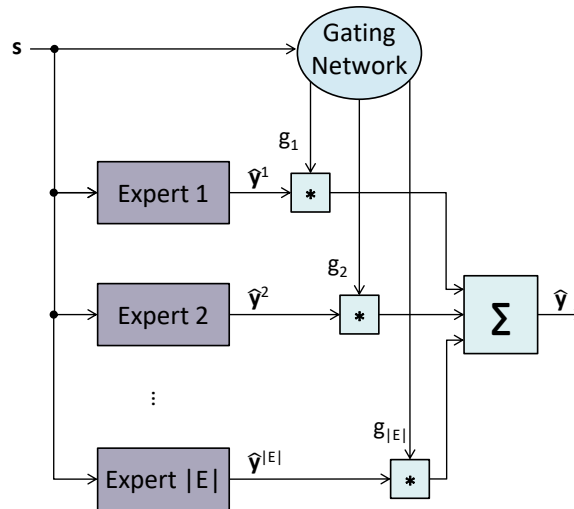 s
Gating
Network
g₁
Expert 1
ŷ¹
*
g₂
Expert 2
ŷ²
*
Σ
ŷ
⋮
g|E|
Expert |E|
ŷ|E|
*